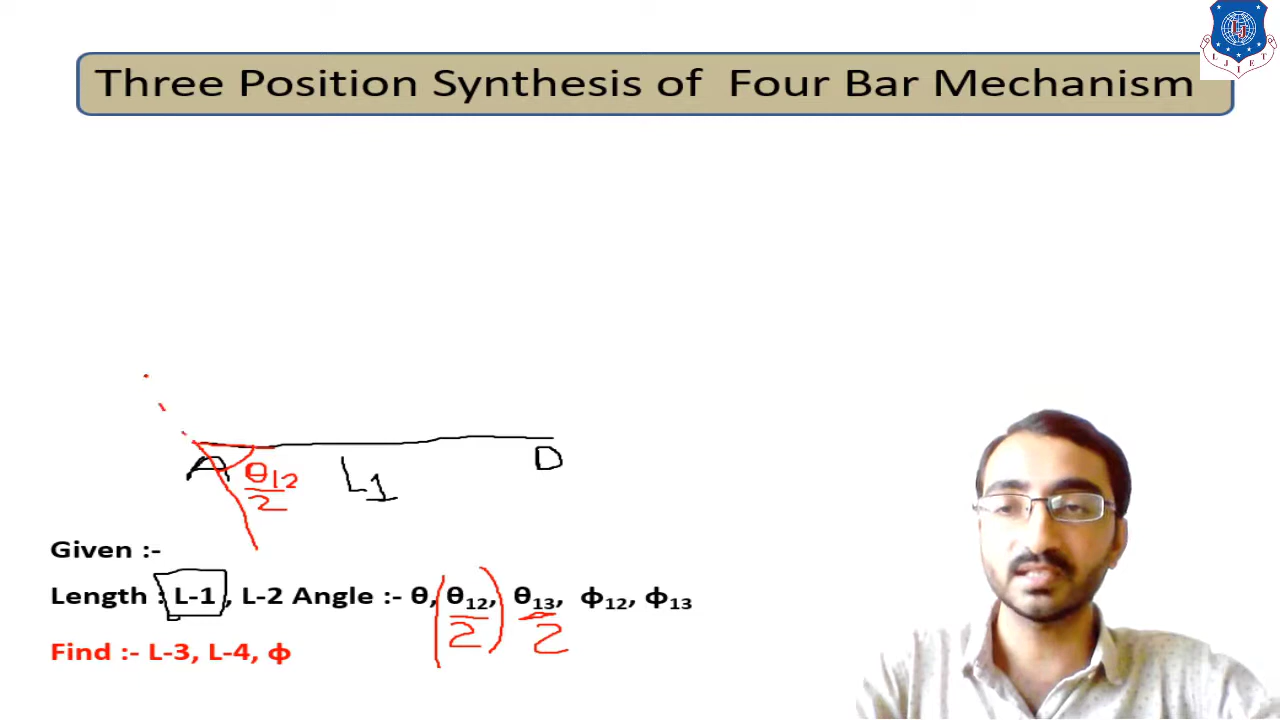 LJIET
Three Position Synthesis of Four Bar Mechanism
A
θ12/2
L1
D
Given :-
Length : L-1 , L-2 Angle :- θ, θ₁₂, θ₁₃, ϕ₁₂, ϕ₁₃
2 2
Find :- L-3, L-4, ϕ